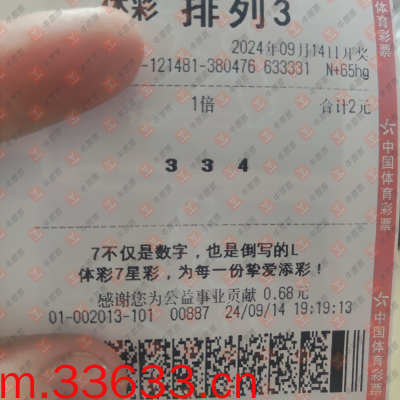 体彩 排列3
2024年09月14日开奖
-121481-380476 633331 N+65hg
1倍 合计2元
3 3 4
7不仅是数字，也是倒写的L
体彩7星彩，为每一份挚爱添彩！
感谢您为公益事业贡献 0.68元
01-002013-101 00887 24/09/14 19:19:13
中国体育彩票
中国体育彩票
m.33633.cn